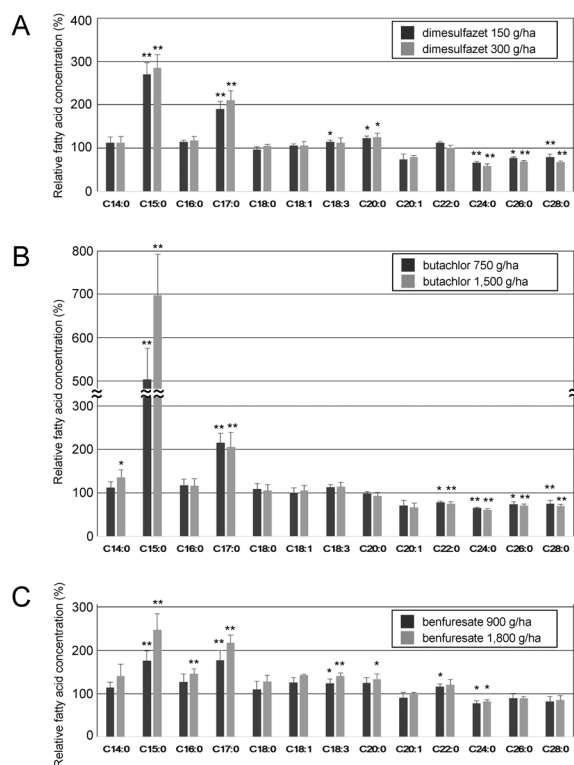 A
Relative fatty acid concentration (%)
400
300
200
100
0
dimesulfazet 150 g/ha
dimesulfazet 300 g/ha
** ** ** ** * * * ** ** * ** ** **
C14:0 C15:0 C16:0 C17:0 C18:0 C18:1 C18:3 C20:0 C20:1 C22:0 C24:0 C26:0 C28:0
B
Relative fatty acid concentration (%)
800
700
600
500
300
200
100
0
butachlor 750 g/ha
butachlor 1,500 g/ha
* ** ** ** ** * ** ** ** * ** ** **
C14:0 C15:0 C16:0 C17:0 C18:0 C18:1 C18:3 C20:0 C20:1 C22:0 C24:0 C26:0 C28:0
C
Relative fatty acid concentration (%)
300
200
100
0
benfuresate 900 g/ha
benfuresate 1,800 g/ha
** ** ** ** ** * ** * * * *
C14:0 C15:0 C16:0 C17:0 C18:0 C18:1 C18:3 C20:0 C20:1 C22:0 C24:0 C26:0 C28:0